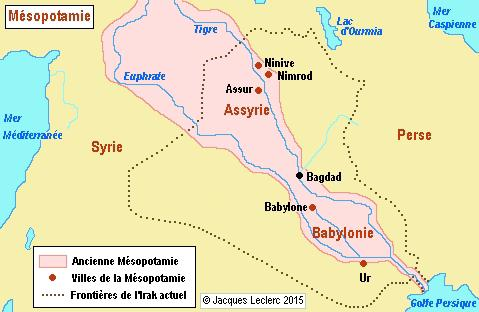 Mésopotamie
Mer
Caspienne
Lac
d'Ourmia
Tigre
Ninive
Nimrod
Euphrate
Assur
Assyrie
Mer
Méditerranée
Syrie
Perse
Bagdad
Babylone
Babylonie
Ur
Golfe Persique
Ancienne Mésopotamie
Villes de la Mésopotamie
Frontières de l'Irak actuel
© Jacques Leclerc 2015